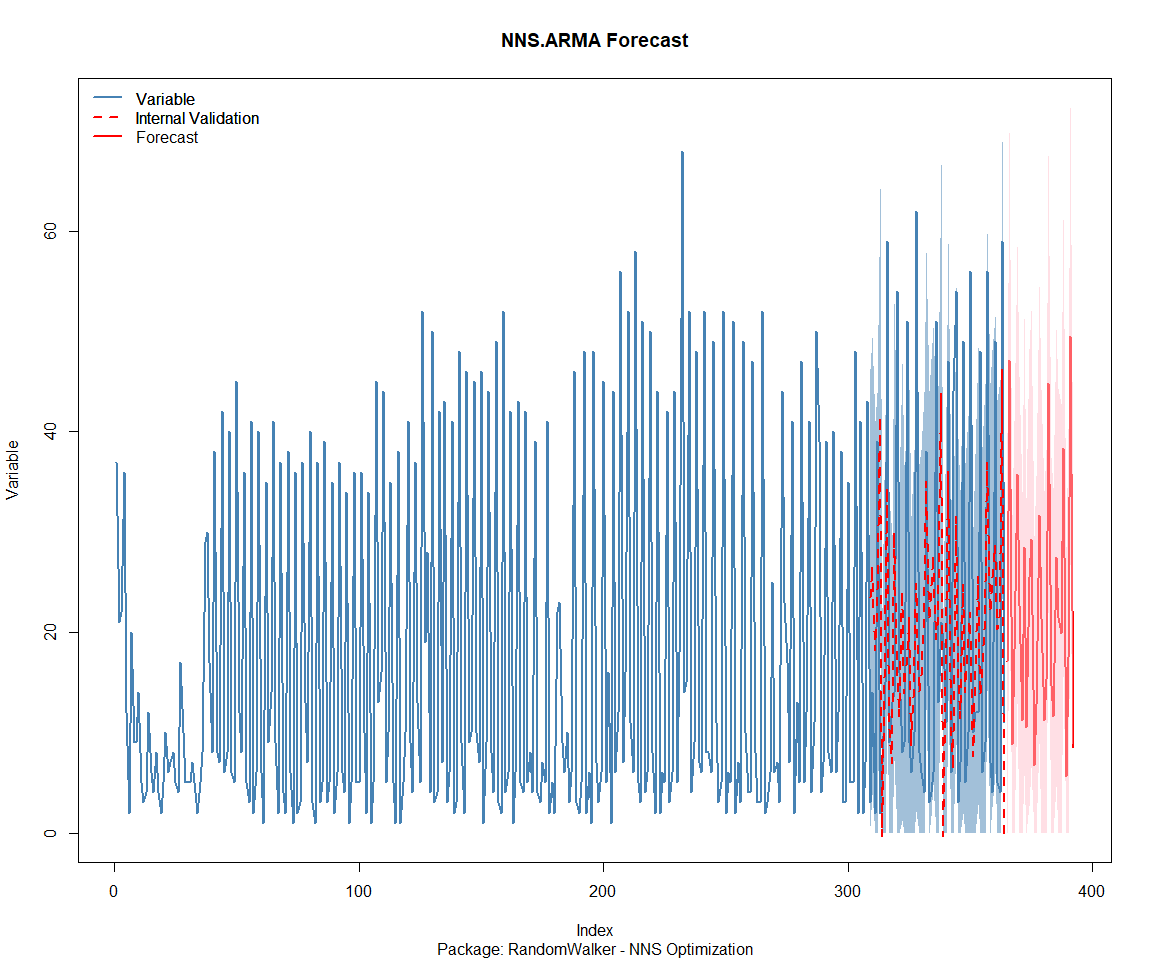 NNS.ARMA Forecast
Variable
Internal Validation
Forecast
60
40
20
0
Variable
0
100
200
300
400
Index
Package: RandomWalker - NNS Optimization